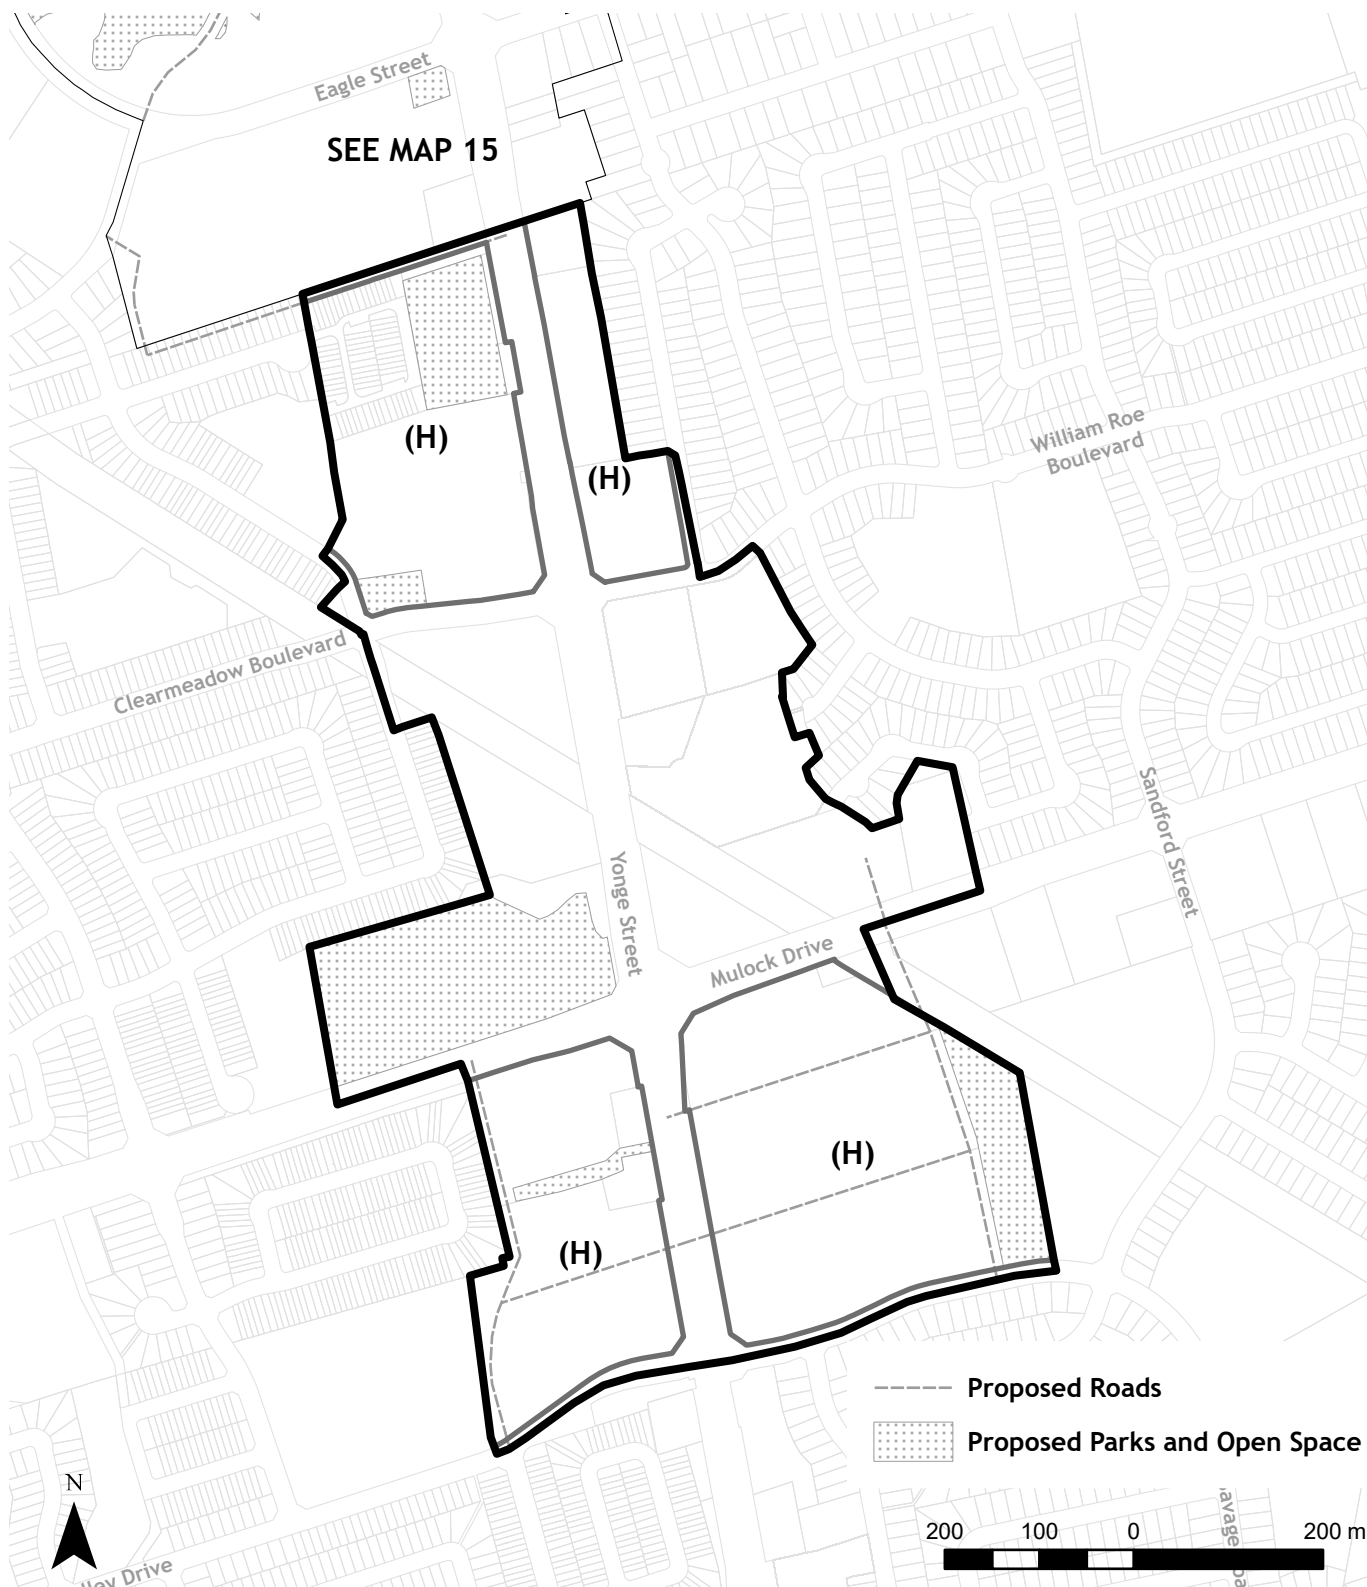 Eagle Street
SEE MAP 15
(H)
(H)
William Roe
Boulevard
Clearmeadow Boulevard
Sandford Street
Yonge Street
Mulock Drive
(H)
(H)
Proposed Roads
Proposed Parks and Open Space
N
200 100 0 200 m
Drive